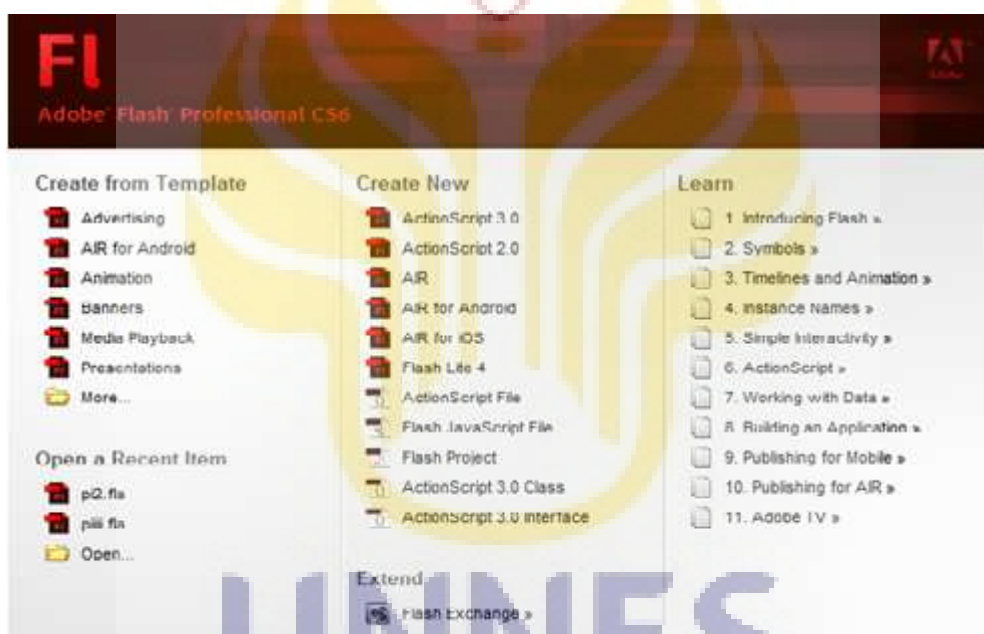 Fl
Adobe Flash Professional CS6
Create from Template
Advertising
AIR for Android
Animation
Banners
Media Playback
Presentations
More...
Open a Recent Item
pi2.fla
Open...
Create New
ActionScript 3.0
ActionScript 2.0
AIR
AIR for Android
AIR for iOS
Flash Lite 4
ActionScript File
Flash JavaScript File
Flash Project
ActionScript 3.0 Class
ActionScript 3.0 Interface
Extend
Flash Exchange »
Learn
1. Introducing Flash »
2. Symbols »
3. Timelines and Animation »
4. Instance Names »
5. Simple Interactivity »
6. ActionScript »
7. Working with Data »
8. Building an Application »
9. Publishing for Mobile »
10. Publishing for AIR »
11. Adobe TV »
UNNES